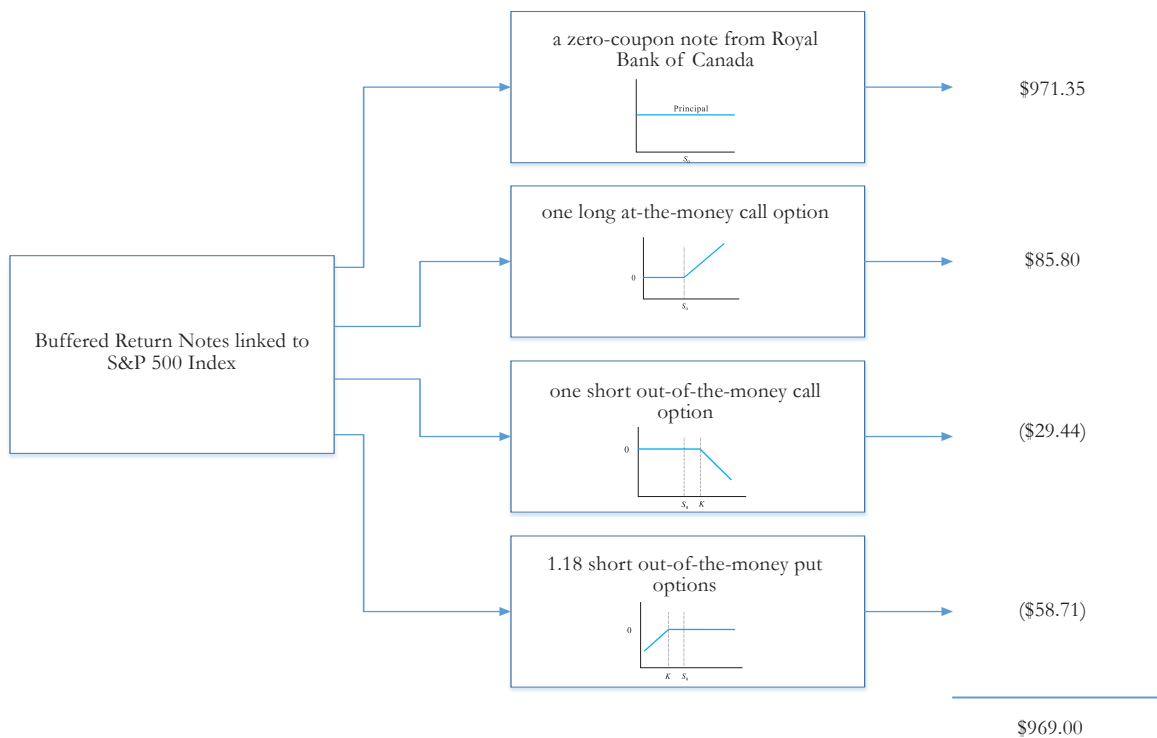 a zero-coupon note from Royal
Bank of Canada
Principal
S₀
$971.35
one long at-the-money call option
0
S₀
$85.80
Buffered Return Notes linked to
S&P 500 Index
one short out-of-the-money call
option
0
S₀ K
($29.44)
1.18 short out-of-the-money put
options
0
K S₀
($58.71)
$969.00